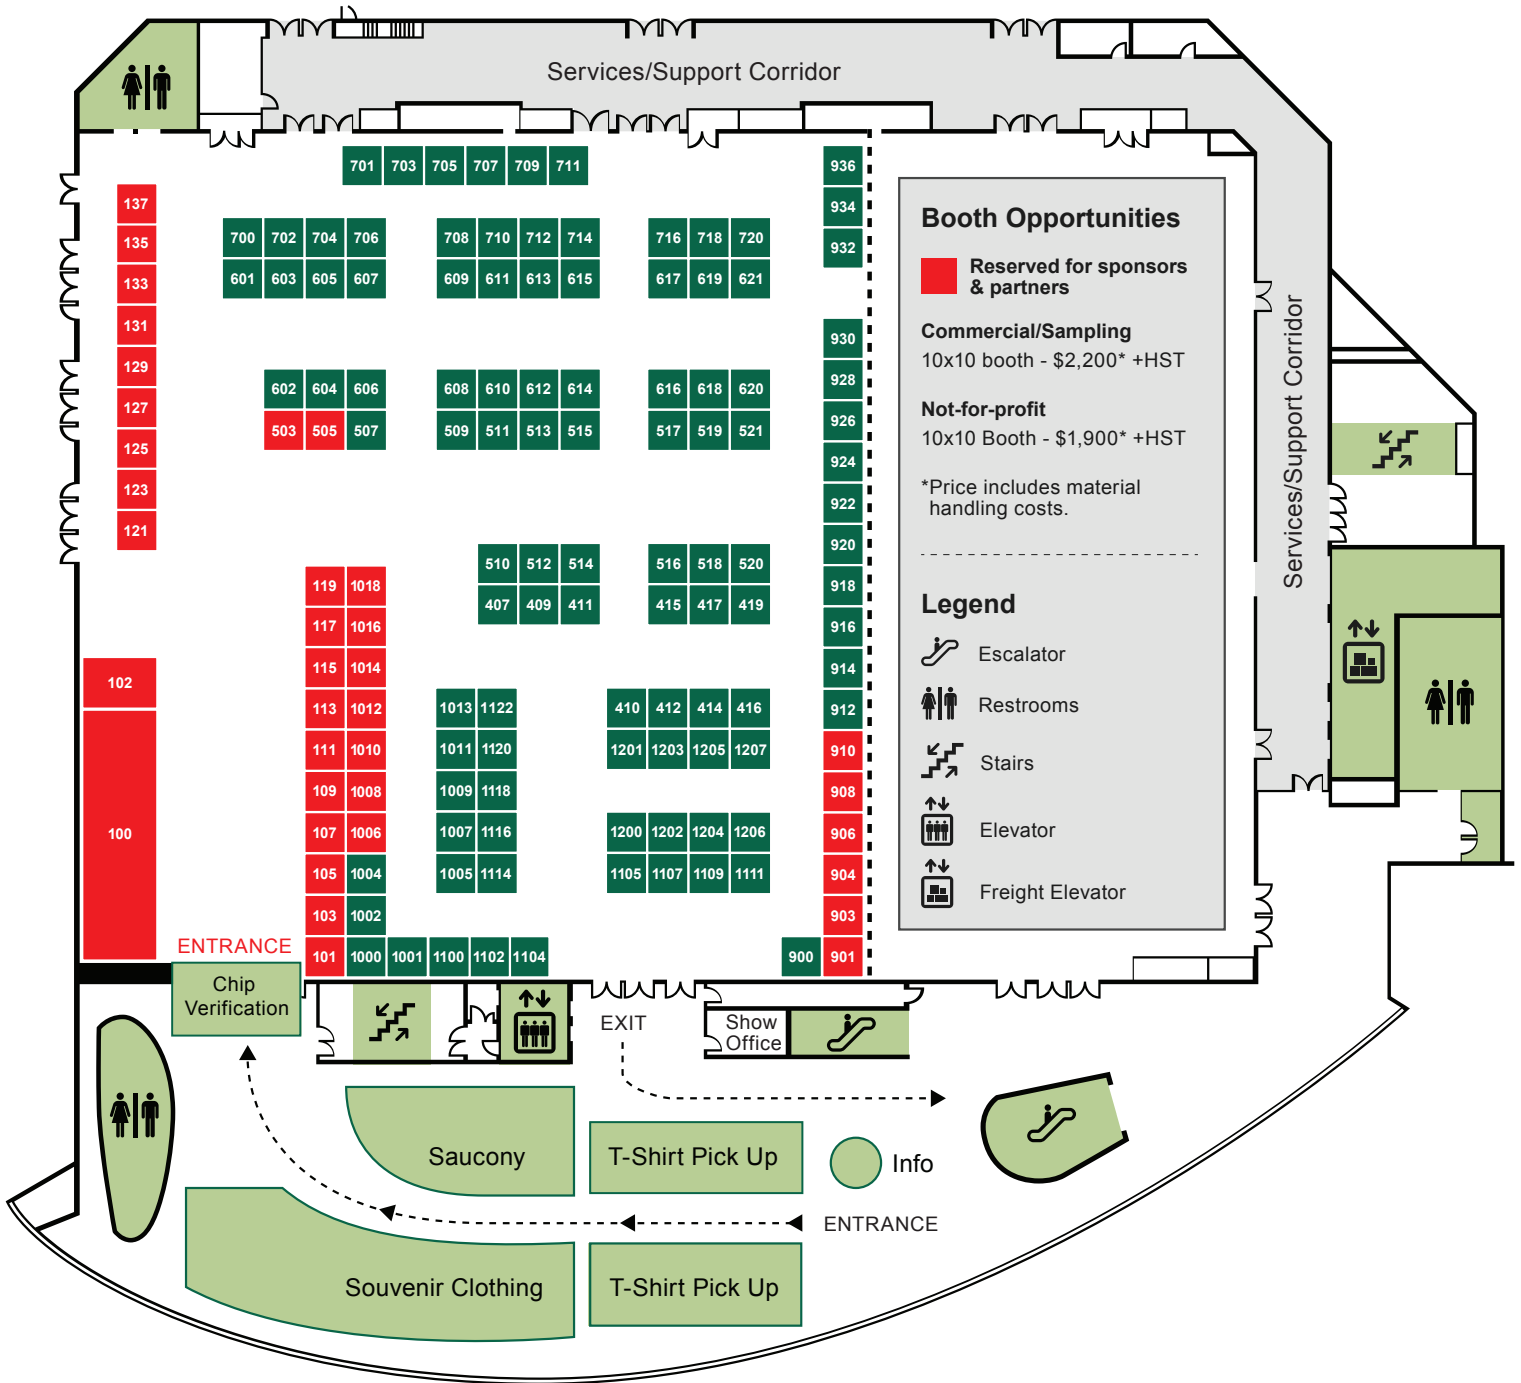 Services/Support Corridor
701 703 705 707 709 711
936
934
932
137
135
133
131
129
127
125
123
121
700 702 704 706
601 603 605 607
708 710 712 714
609 611 613 615
716 718 720
617 619 621
602 604 606
503 505 507
608 610 612 614
509 511 513 515
616 618 620
517 519 521
930
928
926
924
922
920
918
916
914
912
910
908
906
904
903
900 901
510 512 514
407 409 411
516 518 520
415 417 419
119 1018
117 1016
115 1014
113 1012
111 1010
109 1008
107 1006
105 1004
103 1002
101 1000 1001 1100 1102 1104
102
100
1013 1122
1011 1120
1009 1118
1007 1116
1005 1114
410 412 414 416
1201 1203 1205 1207
1200 1202 1204 1206
1105 1107 1109 1111
Booth Opportunities
Reserved for sponsors
& partners
Commercial/Sampling
10x10 booth - $2,200* +HST
Not-for-profit
10x10 Booth - $1,900* +HST
*Price includes material
handling costs.
Legend
Escalator
Restrooms
Stairs
Elevator
Freight Elevator
Services/Support Corridor
ENTRANCE
Chip
Verification
EXIT
Show
Office
Saucony
T-Shirt Pick Up
Info
ENTRANCE
Souvenir Clothing
T-Shirt Pick Up